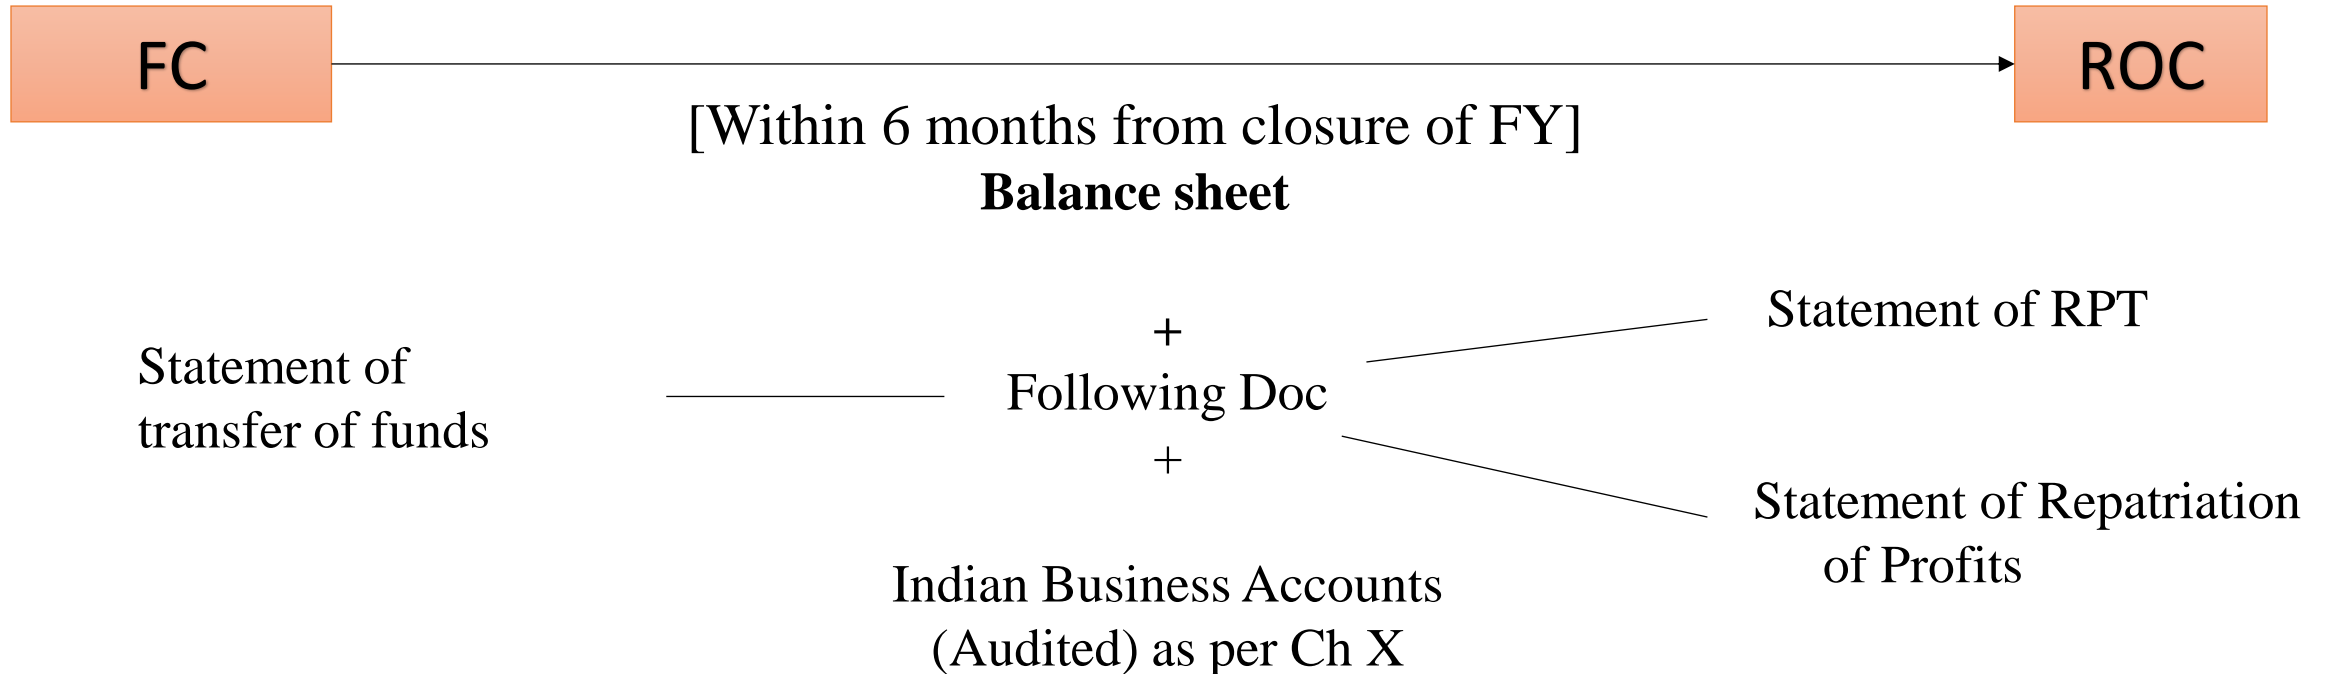 FC
ROC
[Within 6 months from closure of FY]
Balance sheet
+
Statement of RPT
Statement of
transfer of funds
Following Doc
+
Statement of Repatriation
of Profits
Indian Business Accounts
(Audited) as per Ch X